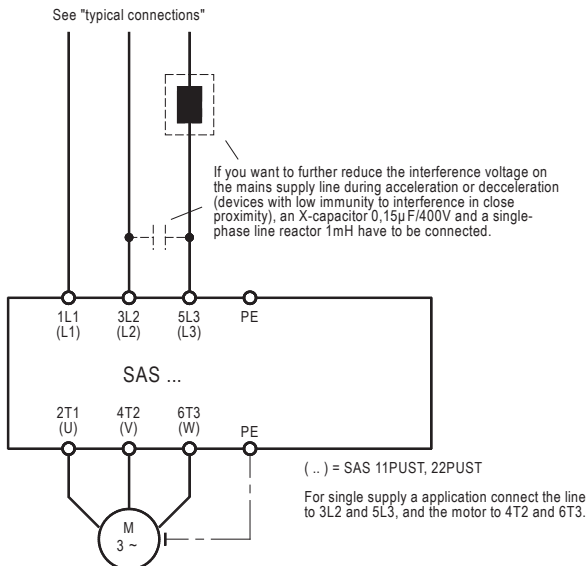 See "typical connections"
If you want to further reduce the interference voltage on
the mains supply line during acceleration or decceleration
(devices with low immunity to interference in close
proximity), an X-capacitor 0,15µF/400V and a single-
phase line reactor 1mH have to be connected.
1L1 3L2 5L3 PE
(L1) (L2) (L3)
SAS ...
2T1 4T2 6T3
(U) (V) (W) PE
( .. ) = SAS 11PUST, 22PUST
For single supply a application connect the line
to 3L2 and 5L3, and the motor to 4T2 and 6T3.
M
3 ~